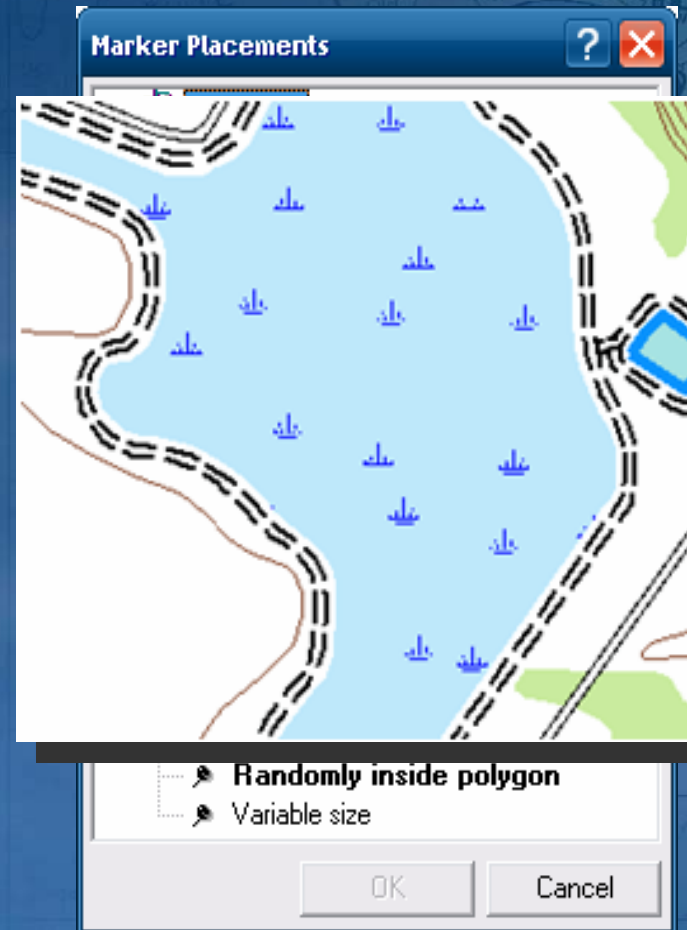 Marker Placements
Randomly inside polygon
Variable size
OK
Cancel